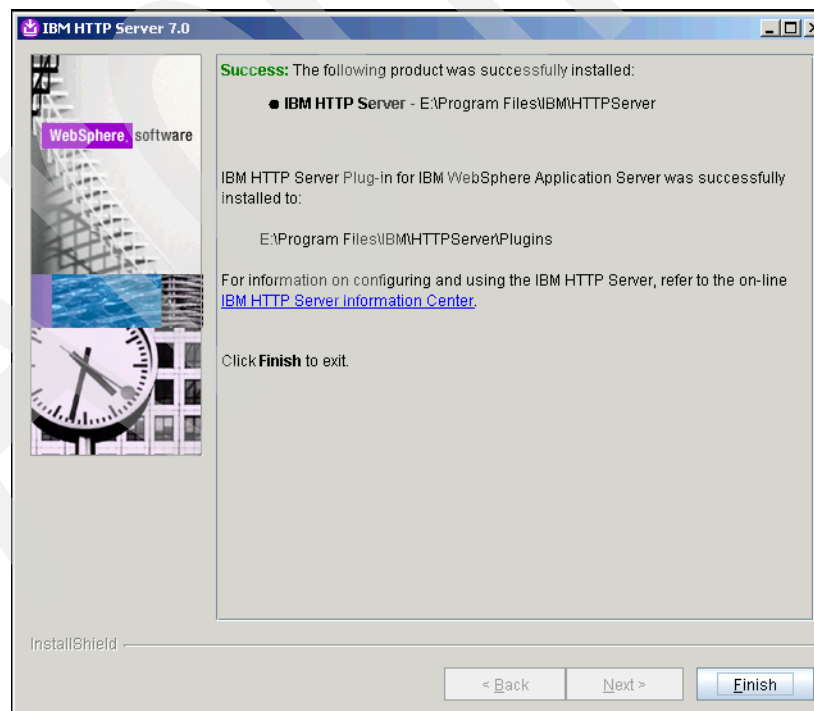 IBM HTTP Server 7.0
WebSphere. software
Success: The following product was successfully installed:
● IBM HTTP Server - E:\Program Files\IBM\HTTPServer
IBM HTTP Server Plug-in for IBM WebSphere Application Server was successfully
installed to:
E:\Program Files\IBM\HTTPServer\Plugins
For information on configuring and using the IBM HTTP Server, refer to the on-line
IBM HTTP Server Information Center.
Click Finish to exit.
InstallShield
< Back Next > Finish